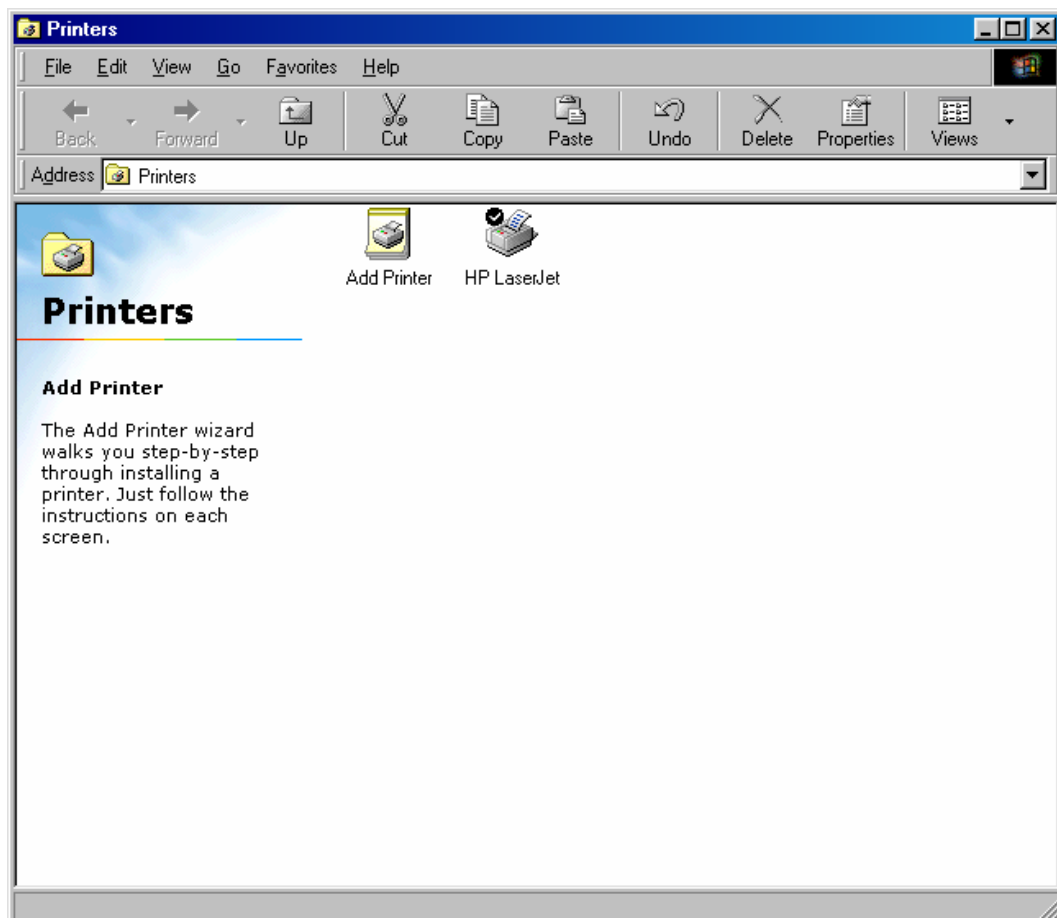 Printers
File Edit View Go Favorites Help
Back Forward Up Cut Copy Paste Undo Delete Properties Views
Address Printers
Add Printer HP LaserJet
Printers
Add Printer
The Add Printer wizard
walks you step-by-step
through installing a
printer. Just follow the
instructions on each
screen.